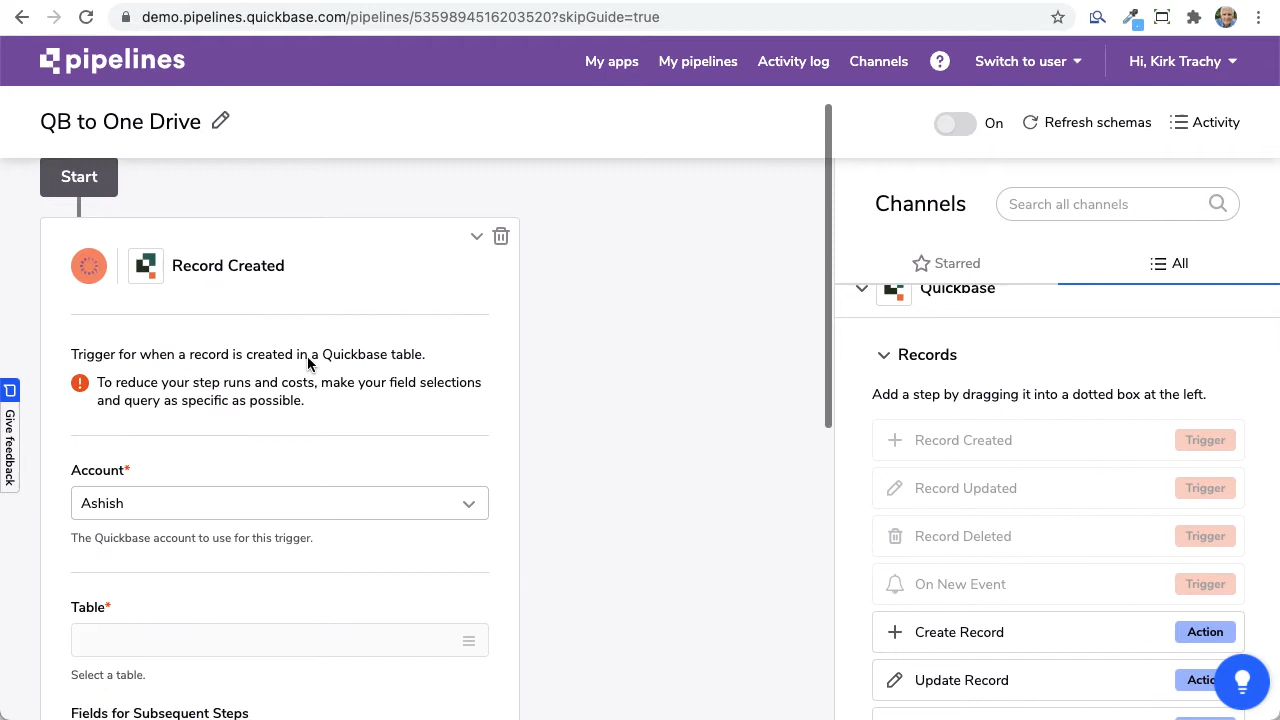 demo.pipelines.quickbase.com/pipelines/5359894516203520?skipGuide=true
pipelines
My apps
My pipelines
Activity log
Channels
?
Switch to user
Hi, Kirk Trachy
QB to One Drive
On
Refresh schemas
Activity
Start
Record Created
Trigger for when a record is created in a Quickbase table.
! To reduce your step runs and costs, make your field selections
and query as specific as possible.
Account*
Ashish
The Quickbase account to use for this trigger.
Table*
Select a table.
Fields for Subsequent Steps
Give feedback
Channels
Search all channels
Starred
All
Quickbase
Records
Add a step by dragging it into a dotted box at the left.
Record Created Trigger
Record Updated Trigger
Record Deleted Trigger
On New Event Trigger
Create Record Action
Update Record Actio